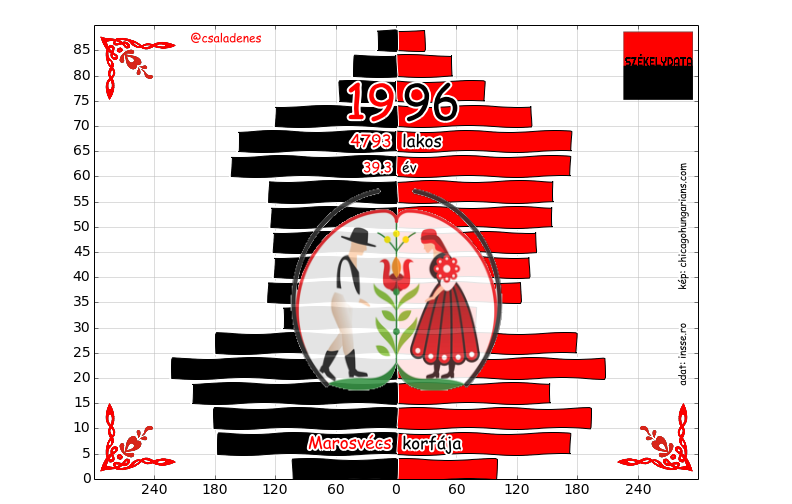 @csaladenes
SZÉKELYDATA
1996
4793 lakos
39.3 év
kép: chicagohungarians.com
adat: insse.ro
Marosvécs korfája
85
80
75
70
65
60
55
50
45
40
35
30
25
20
15
10
5
0
240 180 120 60 0 60 120 180 240